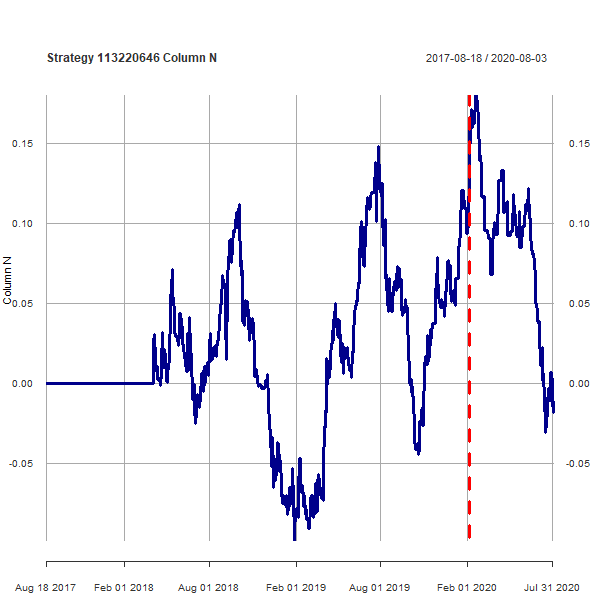 Strategy 113220646 Column N
2017-08-18 / 2020-08-03
Column N
0.15
0.10
0.05
0.00
-0.05
0.15
0.10
0.05
0.00
-0.05
Aug 18 2017
Feb 01 2018
Aug 01 2018
Feb 01 2019
Aug 01 2019
Feb 01 2020
Jul 31 2020